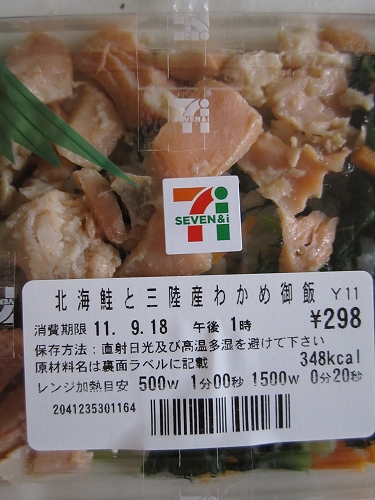 SEVEN&i
SEVEN&i
北海鮭と三陸産わかめ御飯 Y11
消費期限 11. 9.18 午後 1時 ¥298
保存方法：直射日光及び高温多湿を避けて下さい
原材料名は裏面ラベルに記載 348kcal
レンジ加熱目安 500w 1分00秒 1500w 0分20秒
2041235301164